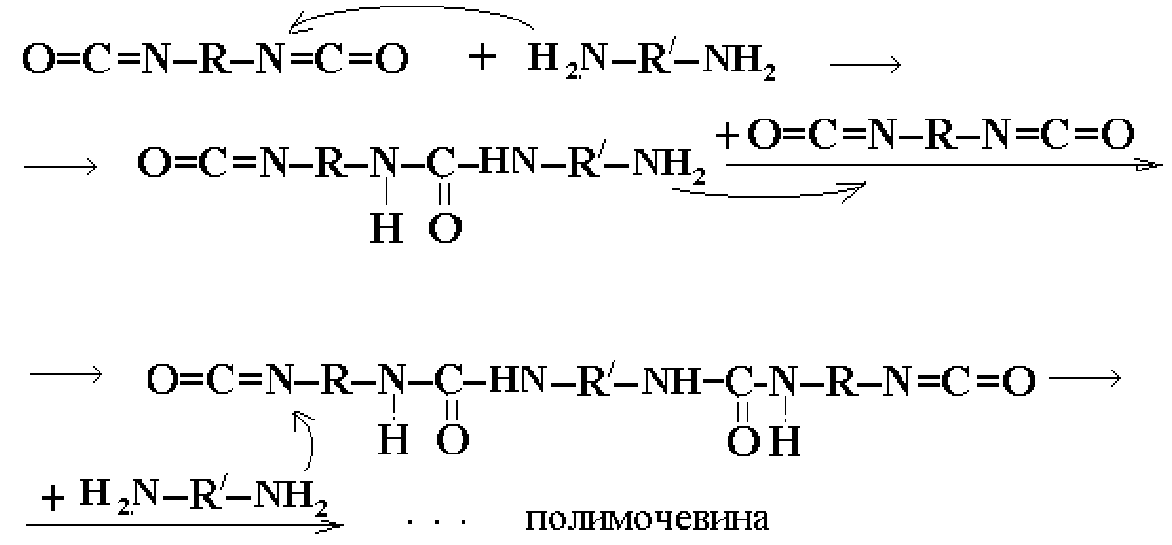 O=C=N–R–N=C=O + H₂N–R′–NH₂ ⟶
⟶ O=C=N–R–N–C–HN–R′–NH₂ +O=C=N–R–N=C=O
H O
⟶ O=C=N–R–N–C–HN–R′–NH–C–N–R–N=C=O ⟶
H O O H
+ H₂N–R′–NH₂ · · · полимочевина